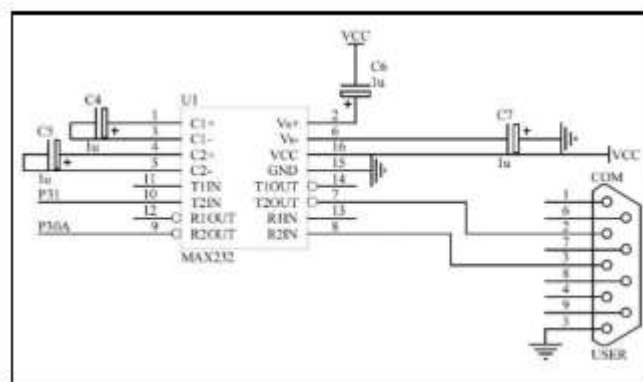 VCC
C6
1u
U1
C4
1u
1 C1+ Vs+ 2
3 C1- Vs- 6
4 C2+ VCC 16
5 C2- GND 15
11 T1IN T1OUT 14
10 T2IN T2OUT 7
12 R1OUT R1IN 13
9 R2OUT R2IN 8
MAX232
C5
1u
P31
P30A
C7
1u
VCC
COM
1
6
2
7
3
8
4
9
USER